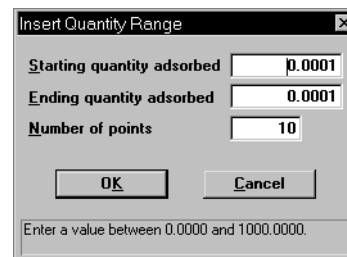 Insert Quantity Range
Starting quantity adsorbed 0.0001
Ending quantity adsorbed 0.0001
Number of points 10
OK Cancel
Enter a value between 0.0000 and 1000.0000.